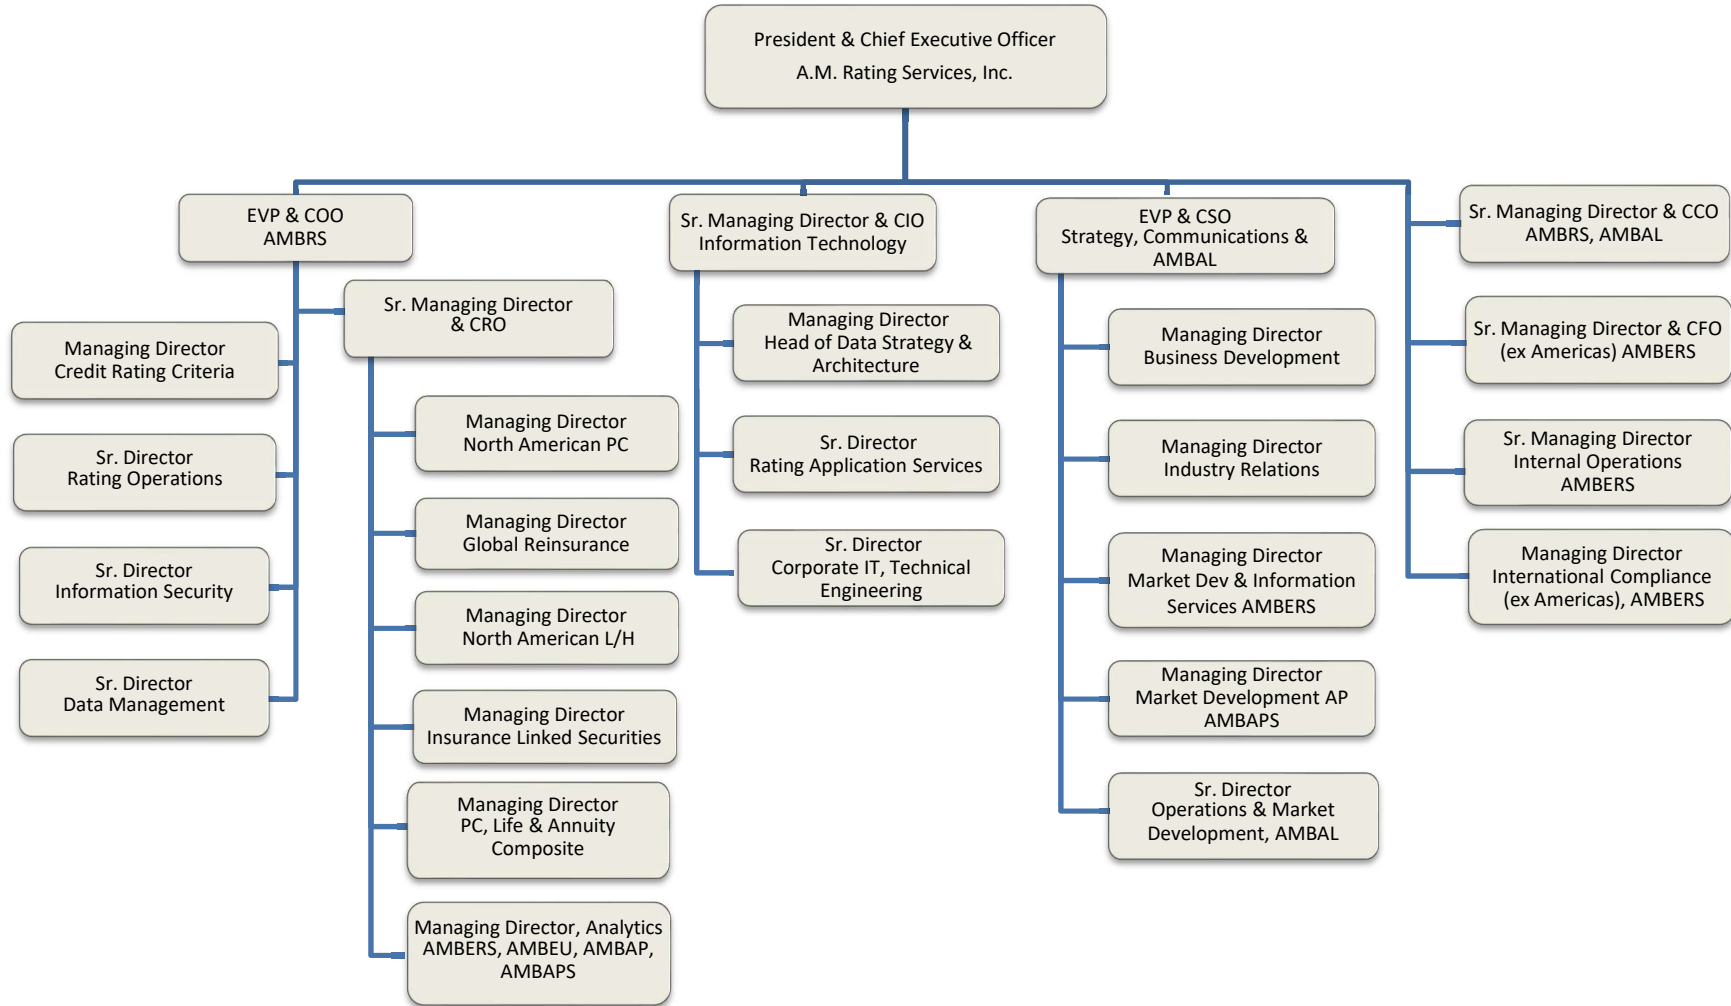 President & Chief Executive Officer
A.M. Rating Services, Inc.
EVP & COO
AMBRS
Managing Director
Credit Rating Criteria
Sr. Director
Rating Operations
Sr. Director
Information Security
Sr. Director
Data Management
Sr. Managing Director
& CRO
Managing Director
North American PC
Managing Director
Global Reinsurance
Managing Director
North American L/H
Managing Director
Insurance Linked Securities
Managing Director
PC, Life & Annuity
Composite
Managing Director, Analytics
AMBERS, AMBEU, AMBAP,
AMBAPS
Sr. Managing Director & CIO
Information Technology
Managing Director
Head of Data Strategy &
Architecture
Sr. Director
Rating Application Services
Sr. Director
Corporate IT, Technical
Engineering
EVP & CSO
Strategy, Communications &
AMBAL
Managing Director
Business Development
Managing Director
Industry Relations
Managing Director
Market Dev & Information
Services AMBERS
Managing Director
Market Development AP
AMBAPS
Sr. Director
Operations & Market
Development, AMBAL
Sr. Managing Director & CCO
AMBRS, AMBAL
Sr. Managing Director & CFO
(ex Americas) AMBERS
Sr. Managing Director
Internal Operations
AMBERS
Managing Director
International Compliance
(ex Americas), AMBERS